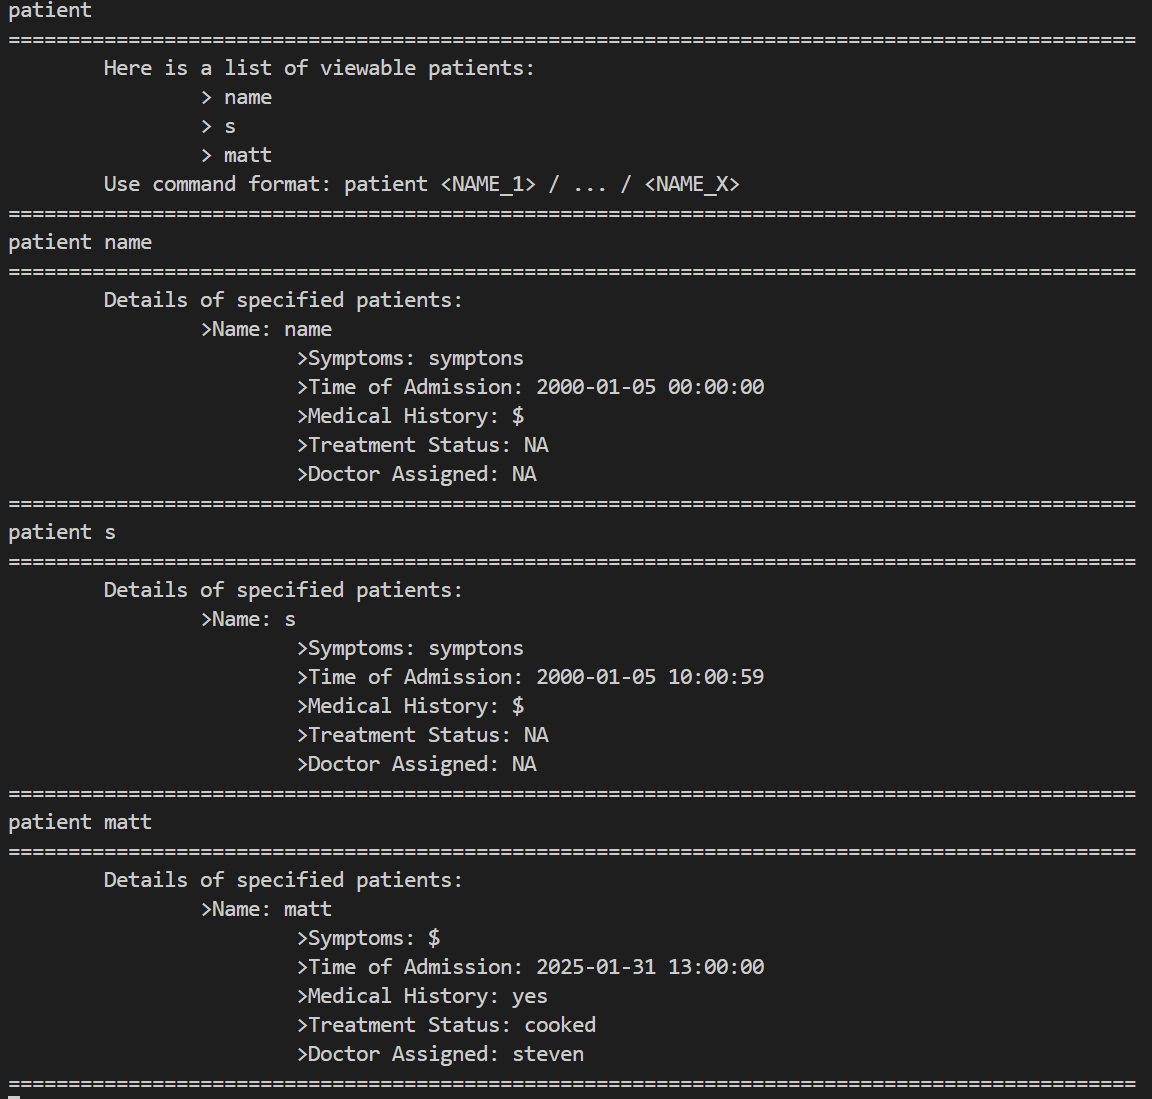 patient
==============================================================================================
Here is a list of viewable patients:
> name
> s
> matt
Use command format: patient <NAME_1> / ... / <NAME_X>
==============================================================================================
patient name
==============================================================================================
Details of specified patients:
>Name: name
>Symptoms: symptons
>Time of Admission: 2000-01-05 00:00:00
>Medical History: $
>Treatment Status: NA
>Doctor Assigned: NA
==============================================================================================
patient s
==============================================================================================
Details of specified patients:
>Name: s
>Symptoms: symptons
>Time of Admission: 2000-01-05 10:00:59
>Medical History: $
>Treatment Status: NA
>Doctor Assigned: NA
==============================================================================================
patient matt
==============================================================================================
Details of specified patients:
>Name: matt
>Symptoms: $
>Time of Admission: 2025-01-31 13:00:00
>Medical History: yes
>Treatment Status: cooked
>Doctor Assigned: steven
==============================================================================================